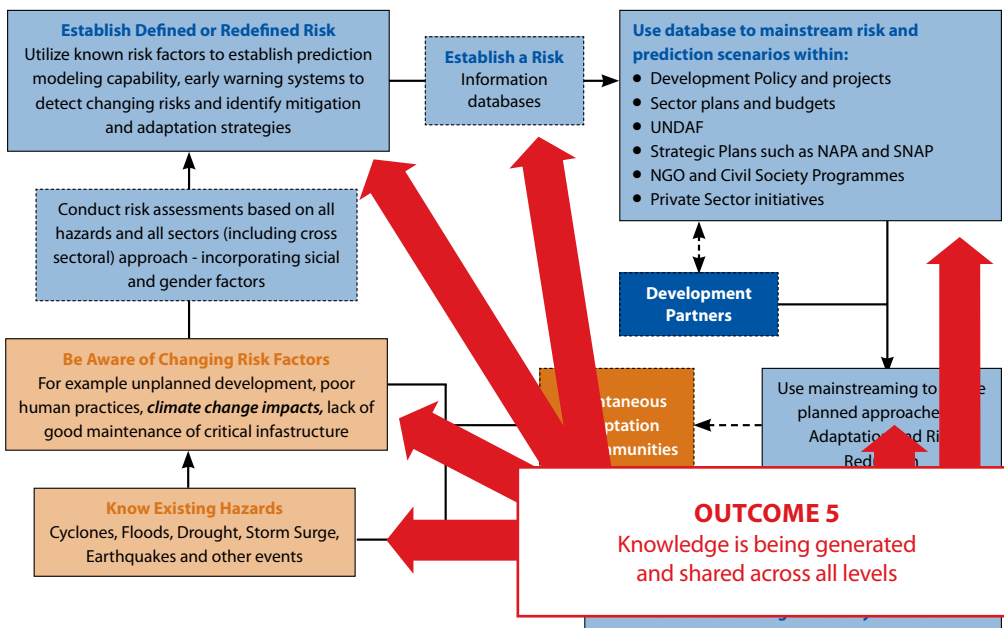 Establish Defined or Redefined Risk
Utilize known risk factors to establish prediction
modeling capability, early warning systems to
detect changing risks and identify mitigation
and adaptation strategies
Establish a Risk
Information
databases
Use database to mainstream risk and
prediction scenarios within:
● Development Policy and projects
● Sector plans and budgets
● UNDAF
● Strategic Plans such as NAPA and SNAP
● NGO and Civil Society Programmes
● Private Sector initiatives
Conduct risk assessments based on all
hazards and all sectors (including cross
sectoral) approach - incorporating sicial
and gender factors
Development
Partners
Be Aware of Changing Risk Factors
For example unplanned development, poor
human practices, climate change impacts, lack of
good maintenance of critical infastructure
Use mainstreaming to
planned
Know Existing Hazards
Cyclones, Floods, Drought, Storm Surge,
Earthquakes and other events
OUTCOME 5
Knowledge is being generated
and shared across all levels